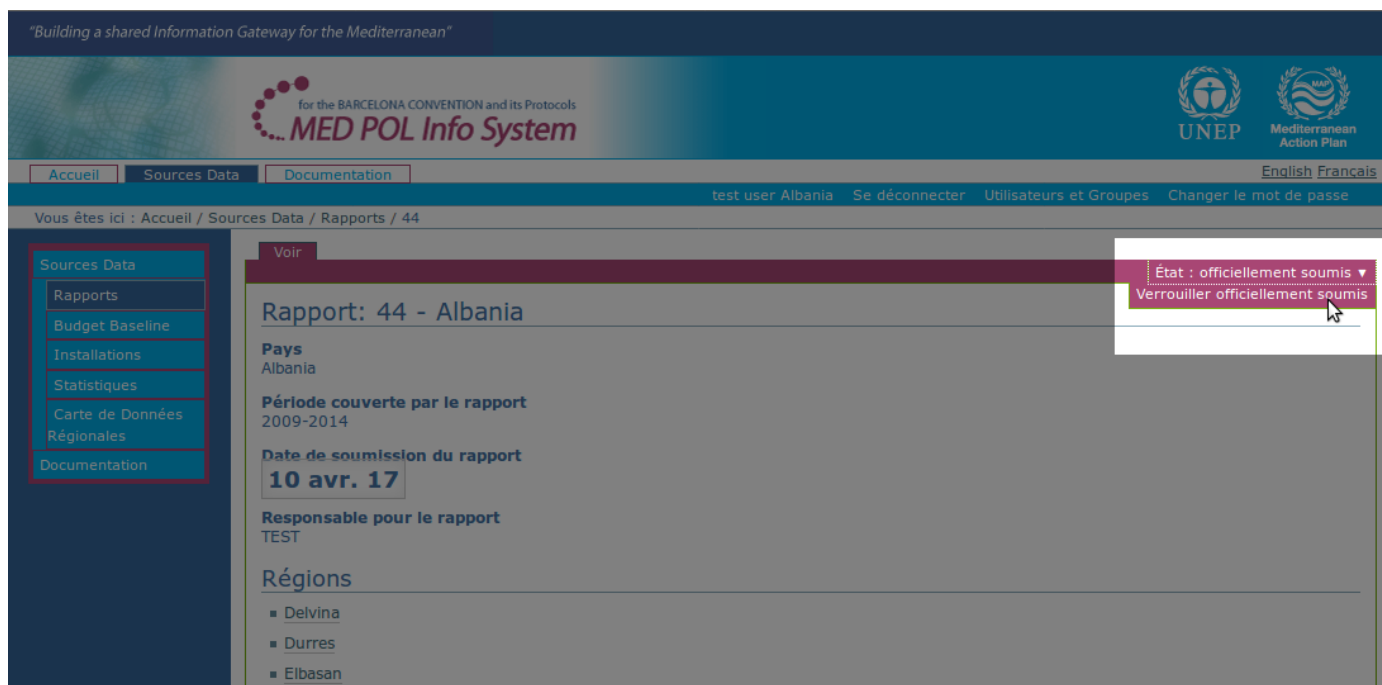 "Building a shared Information Gateway for the Mediterranean"
for the BARCELONA CONVENTION and its Protocols
MED POL Info System
UNEP
MAP
Mediterranean
Action Plan
Accueil Sources Data Documentation
English Français
test user Albania Se déconnecter Utilisateurs et Groupes Changer le mot de passe
Vous êtes ici : Accueil / Sources Data / Rapports / 44
Sources Data
Rapports
Budget Baseline
Installations
Statistiques
Carte de Données
Régionales
Documentation
Voir
État : officiellement soumis ▼
Verrouiller officiellement soumis
Rapport: 44 - Albania
Pays
Albania
Période couverte par le rapport
2009-2014
Date de soumission du rapport
10 avr. 17
Responsable pour le rapport
TEST
Régions
Delvina
Durres
Elbasan